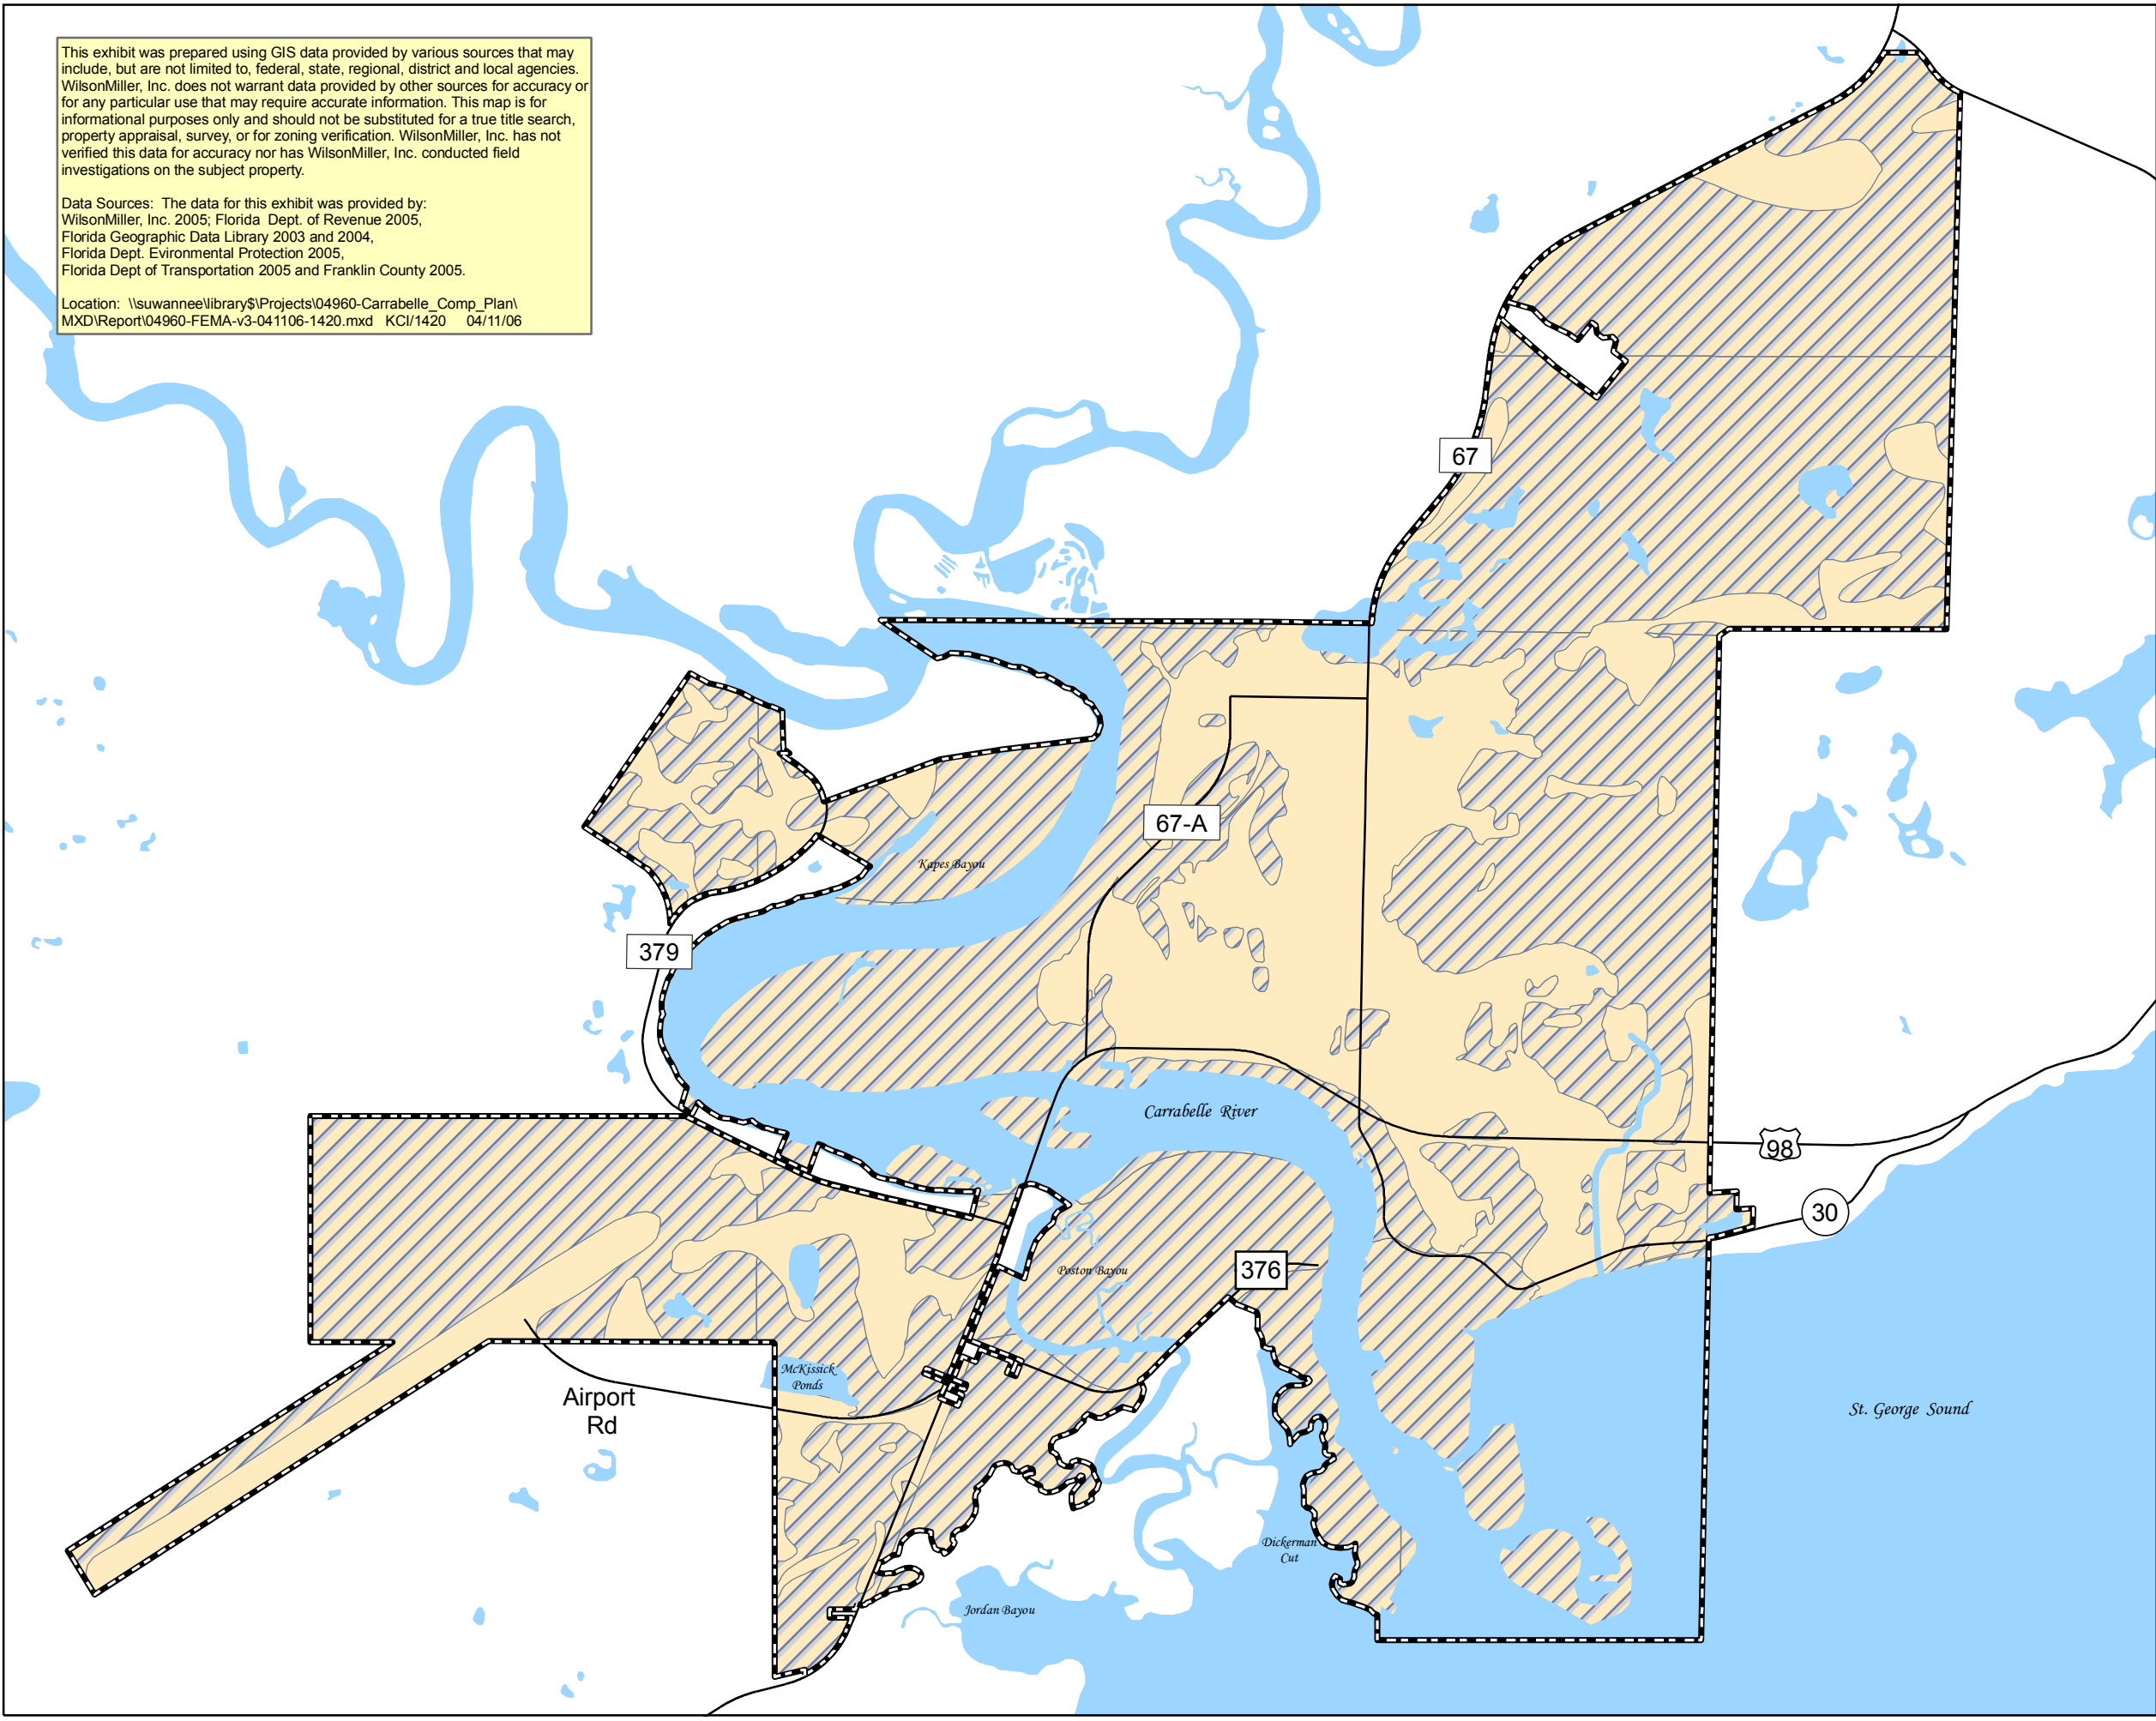 This exhibit was prepared using GIS data provided by various sources that may
include, but are not limited to, federal, state, regional, district and local agencies.
WilsonMiller, Inc. does not warrant data provided by other sources for accuracy or
for any particular use that may require accurate information. This map is for
informational purposes only and should not be substituted for a true title search,
property appraisal, survey, or for zoning verification. WilsonMiller, Inc. has not
verified this data for accuracy nor has WilsonMiller, Inc. conducted field
investigations on the subject property.
Data Sources: The data for this exhibit was provided by:
WilsonMiller, Inc. 2005; Florida Dept. of Revenue 2005,
Florida Geographic Data Library 2003 and 2004,
Florida Dept. Evironmental Protection 2005,
Florida Dept of Transportation 2005 and Franklin County 2005.
Location: \\suwannee\library$\Projects\04960-Carrabelle_Comp_Plan\
MXD\Report\04960-FEMA-v3-041106-1420.mxd KCI/1420 04/11/06
67
67-A
Kapes Bayou
379
Carrabelle River
98
30
Poston Bayou
376
McKissick
Ponds
Airport
Rd
St. George Sound
Dickerman
Cut
Jordan Bayou